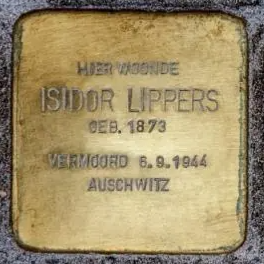 HIER WOONDE
ISIDOR LIPPERS
GEB. 1873
VERMOORD 6.9.1944
AUSCHWITZ